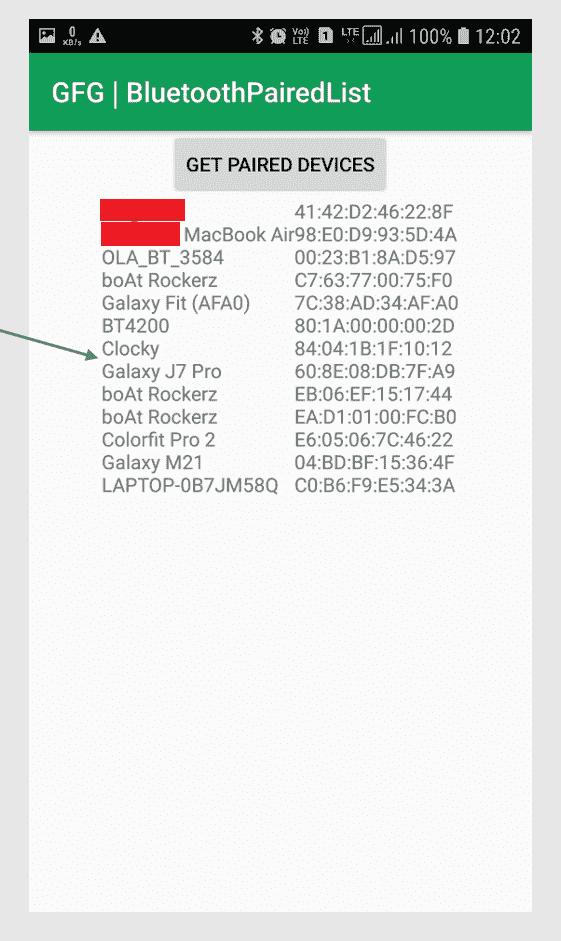 0
KB/s
Vo))
LTE
1
LTE
100%
12:02
GFG | BluetoothPairedList
GET PAIRED DEVICES
41:42:D2:46:22:8F
MacBook Air 98:E0:D9:93:5D:4A
OLA_BT_3584 00:23:B1:8A:D5:97
boAt Rockerz C7:63:77:00:75:F0
Galaxy Fit (AFA0) 7C:38:AD:34:AF:A0
BT4200 80:1A:00:00:00:2D
Clocky 84:04:1B:1F:10:12
Galaxy J7 Pro 60:8E:08:DB:7F:A9
boAt Rockerz EB:06:EF:15:17:44
boAt Rockerz EA:D1:01:00:FC:B0
Colorfit Pro 2 E6:05:06:7C:46:22
Galaxy M21 04:BD:BF:15:36:4F
LAPTOP-0B7JM58Q C0:B6:F9:E5:34:3A